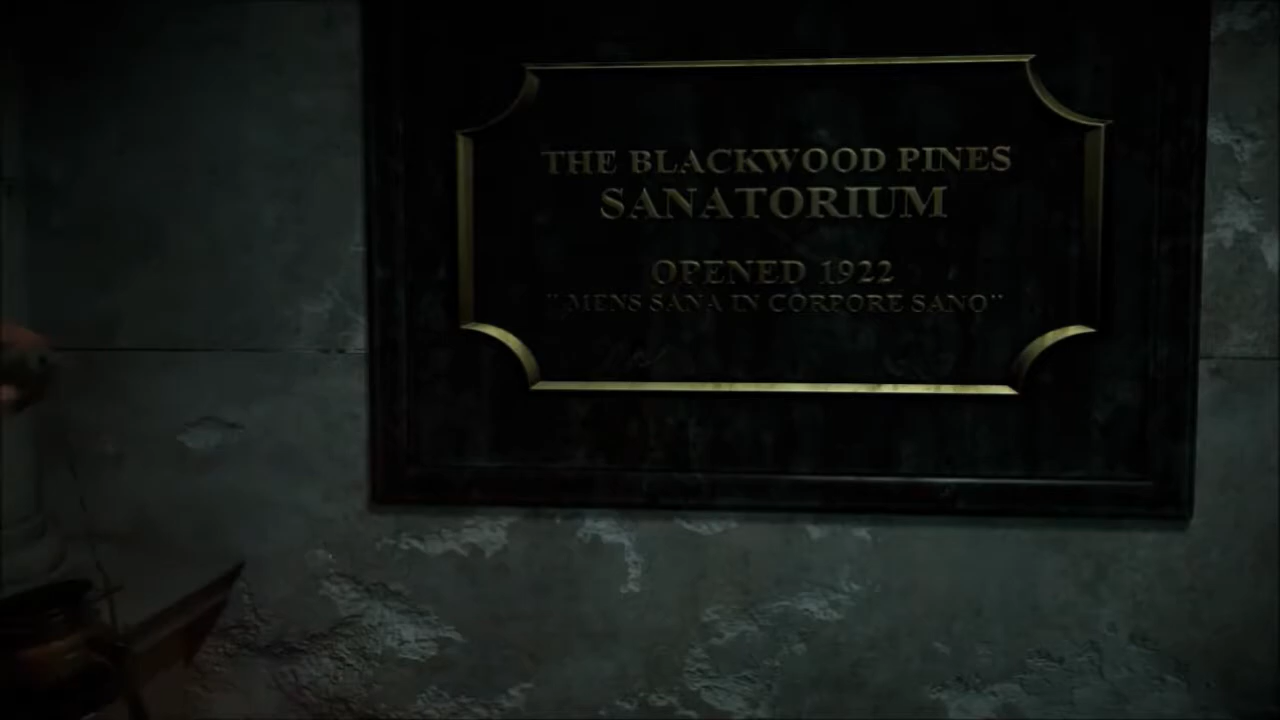 THE BLACKWOOD PINES
SANATORIUM
OPENED 1922
"MENS SANA IN CORPORE SANO"